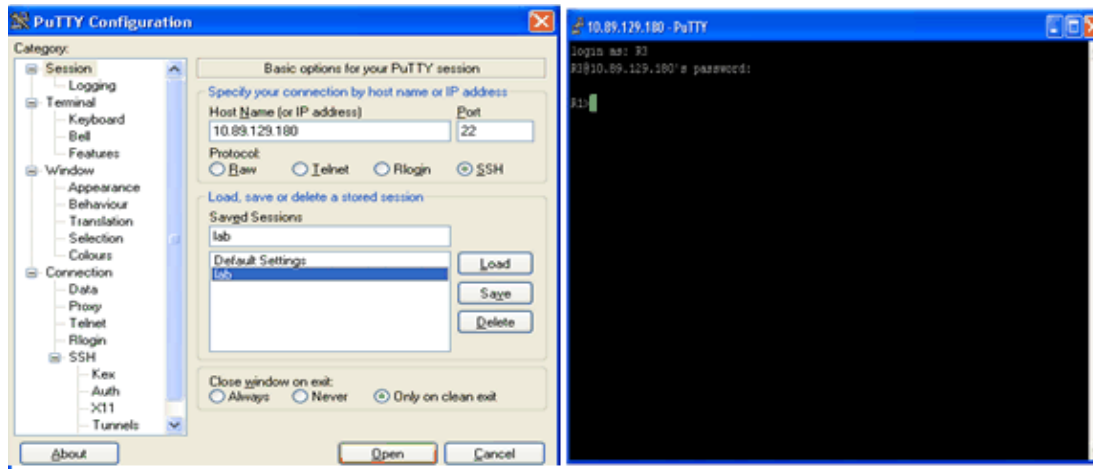 PuTTY Configuration
Category:
Session
Logging
Terminal
Keyboard
Bell
Features
Window
Appearance
Behaviour
Translation
Selection
Colours
Connection
Data
Proxy
Telnet
Rlogin
SSH
Kex
Auth
X11
Tunnels
Basic options for your PuTTY session
Specify your connection by host name or IP address
Host Name (or IP address) Port
10.89.129.180 22
Protocol:
Raw Telnet Rlogin SSH
Load, save or delete a stored session
Saved Sessions
lab
Default Settings
lab
Load
Save
Delete
Close window on exit:
Always Never Only on clean exit
About Open Cancel
10.89.129.180 - PuTTY
login as: R3
R3@10.89.129.180's password:
R1>